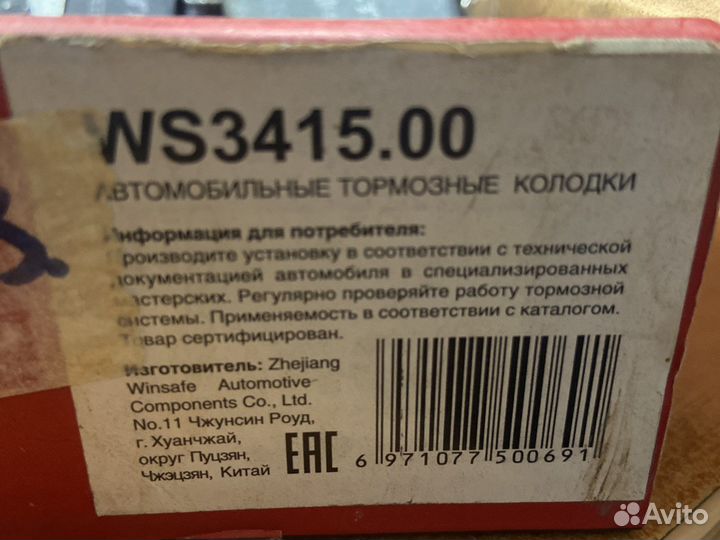 WS3415.00
АВТОМОБИЛЬНЫЕ ТОРМОЗНЫЕ КОЛОДКИ
Информация для потребителя:
Производите установку в соответствии с технической
документацией автомобиля в специализированных
мастерских. Регулярно проверяйте работу тормозной
системы. Применяемость в соответствии с каталогом.
Товар сертифицирован.
Изготовитель: Zhejiang
Winsafe Automotive
Components Co., Ltd.
No.11 Чжунсин Роуд,
г. Хуанчжай,
округ Пуцзян,
Чжэцзян, Китай
EAC
6 971077 500691
Avito